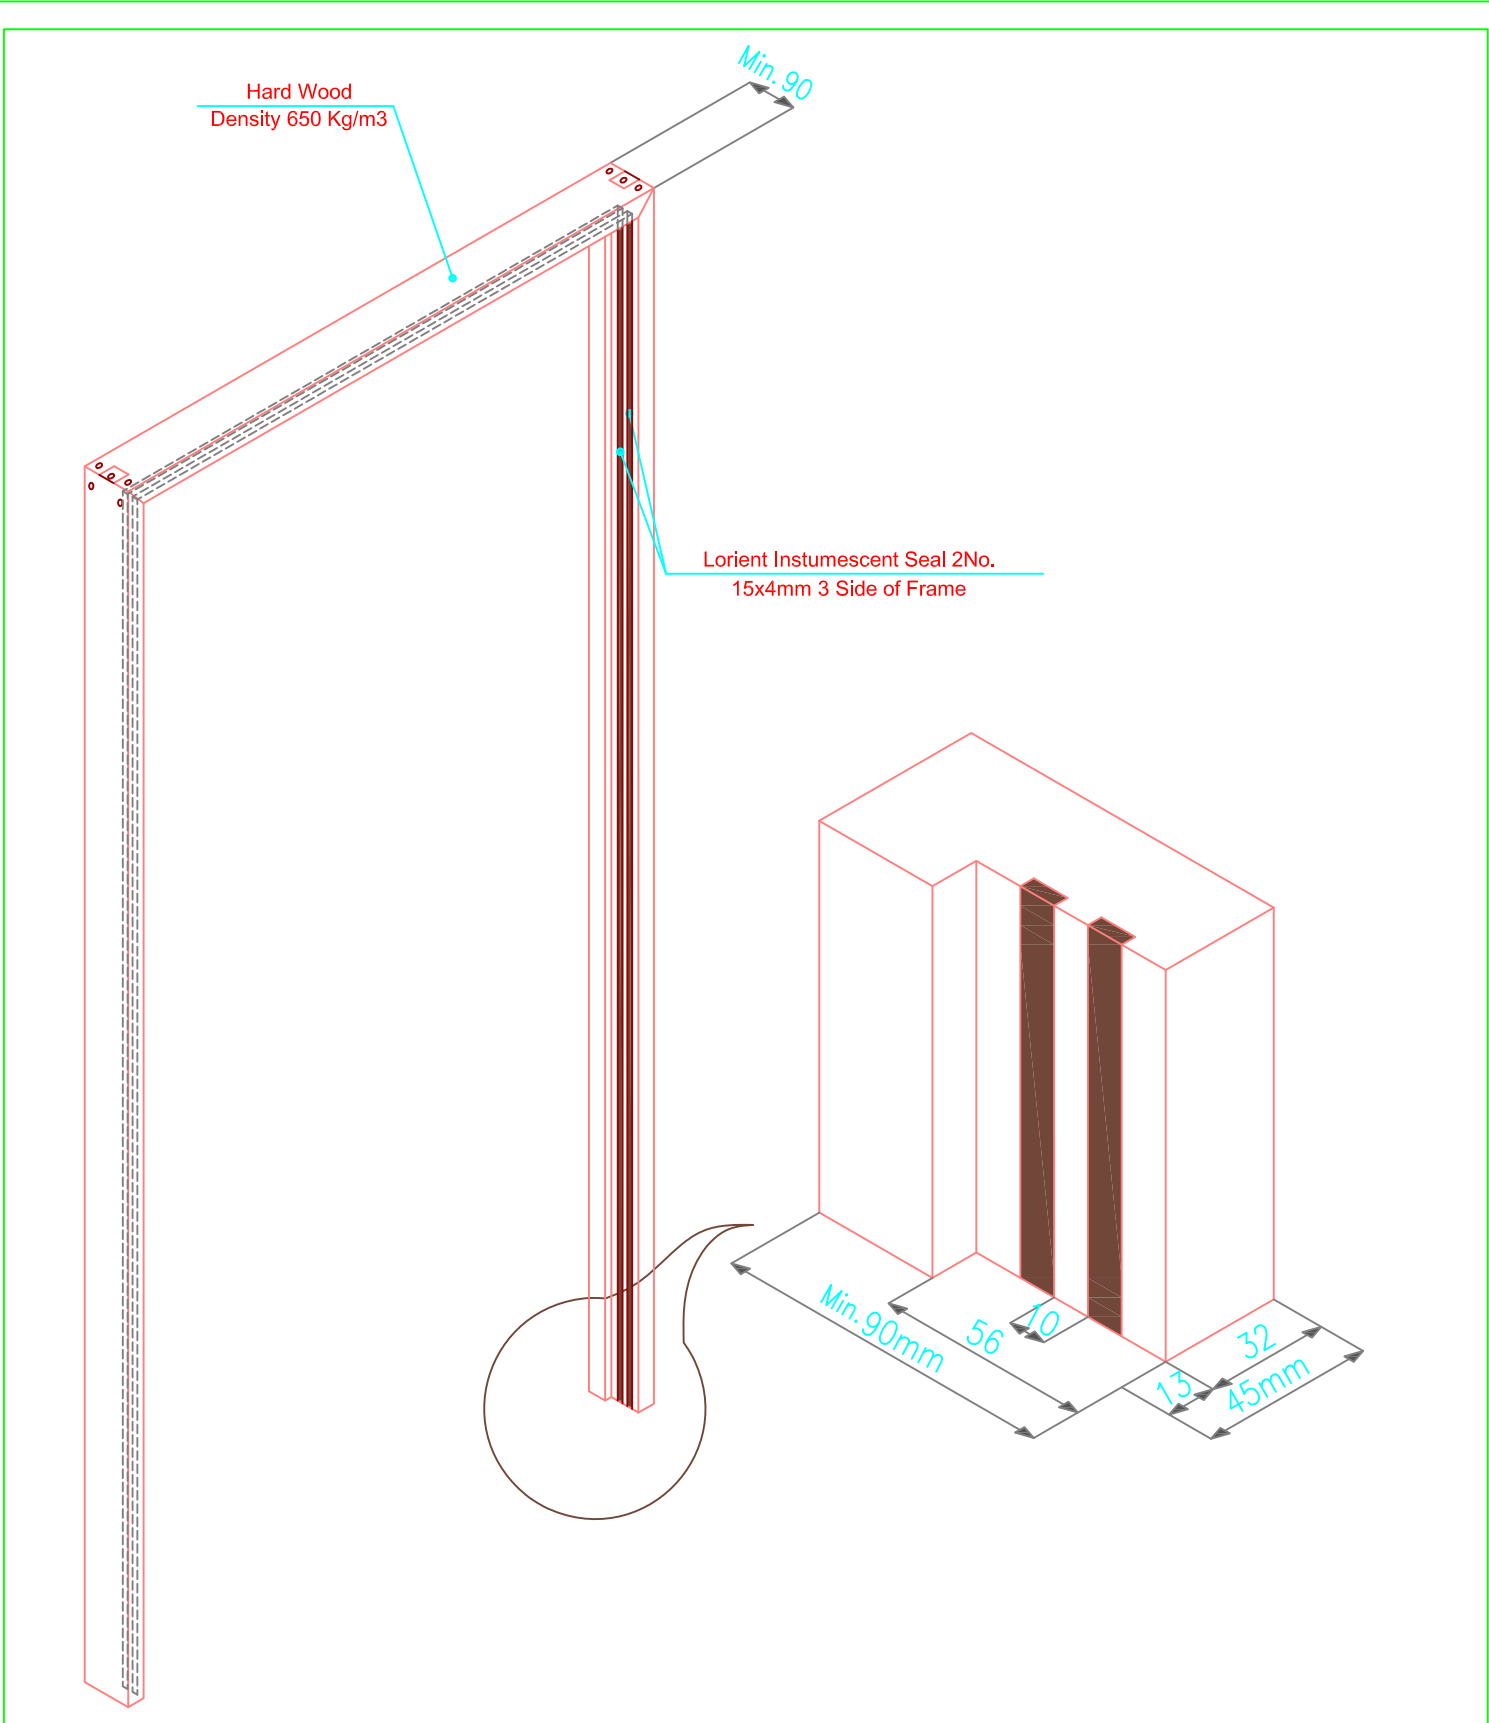 Min.90
Hard Wood
Density 650 Kg/m3
Lorient Instumescent Seal 2No.
15x4mm 3 Side of Frame
Min.90mm
56
10
13
32
45mm